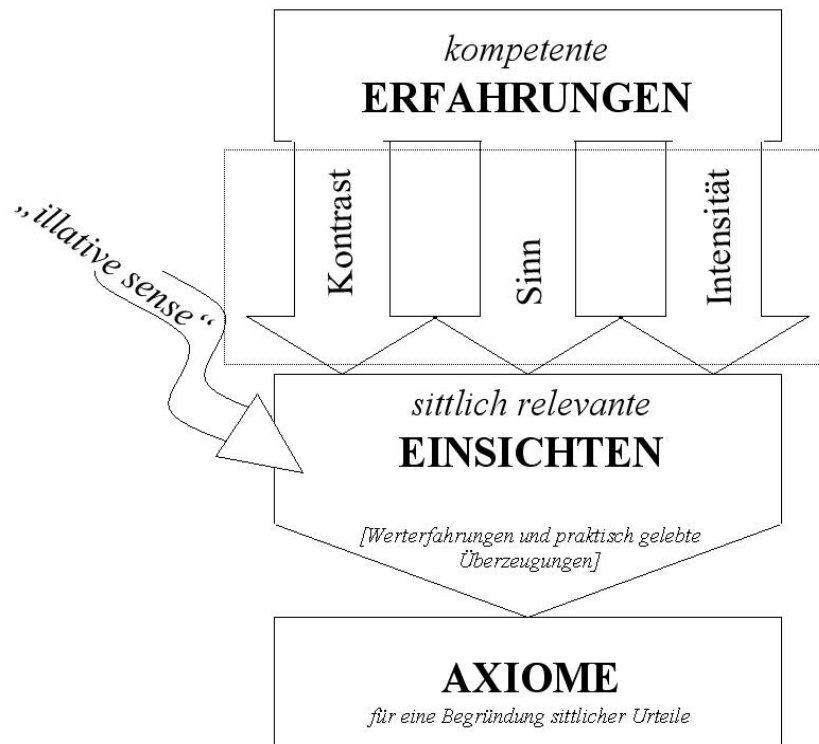 kompetente
ERFAHRUNGEN
Kontrast
Sinn
Intensität
„illative sense“
sittlich relevante
EINSICHTEN
[Werterfahrungen und praktisch gelebte
Überzeugungen]
AXIOME
für eine Begründung sittlicher Urteile